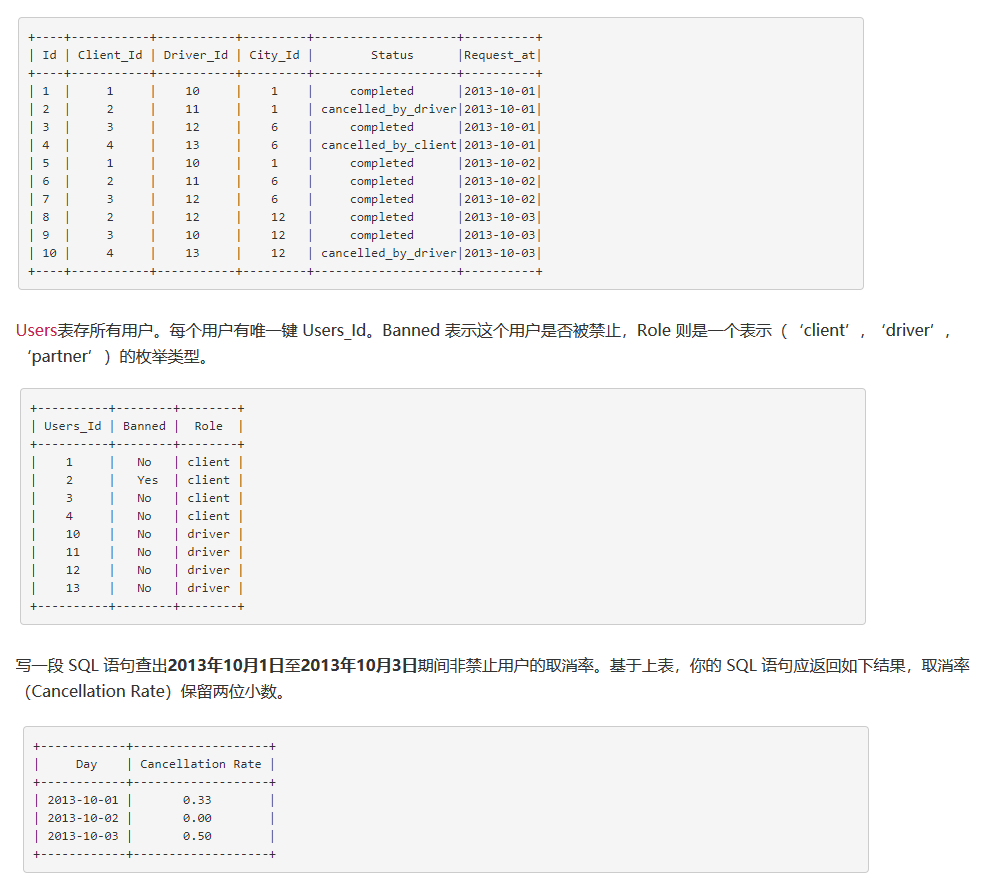 +----+-----------+-----------+---------+--------------------+----------+
| Id | Client_Id | Driver_Id | City_Id |        Status      |Request_at|
+----+-----------+-----------+---------+--------------------+----------+
| 1  |     1     |    10     |    1    |     completed      |2013-10-01|
| 2  |     2     |    11     |    1    | cancelled_by_driver|2013-10-01|
| 3  |     3     |    12     |    6    |     completed      |2013-10-01|
| 4  |     4     |    13     |    6    | cancelled_by_client|2013-10-01|
| 5  |     1     |    10     |    1    |     completed      |2013-10-02|
| 6  |     2     |    11     |    6    |     completed      |2013-10-02|
| 7  |     3     |    12     |    6    |     completed      |2013-10-02|
| 8  |     2     |    12     |    12   |     completed      |2013-10-03|
| 9  |     3     |    10     |    12   |     completed      |2013-10-03|
| 10 |     4     |    13     |    12   | cancelled_by_driver|2013-10-03|
+----+-----------+-----------+---------+--------------------+----------+
Users表存所有用户。每个用户有唯一键 Users_Id。Banned 表示这个用户是否被禁止，Role 则是一个表示（‘client’, ‘driver’,
‘partner’）的枚举类型。
+----------+--------+--------+
| Users_Id | Banned |  Role  |
+----------+--------+--------+
|    1     |   No   | client |
|    2     |   Yes  | client |
|    3     |   No   | client |
|    4     |   No   | client |
|    10    |   No   | driver |
|    11    |   No   | driver |
|    12    |   No   | driver |
|    13    |   No   | driver |
+----------+--------+--------+
写一段 SQL 语句查出2013年10月1日至2013年10月3日期间非禁止用户的取消率。基于上表，你的 SQL 语句应返回如下结果，取消率
（Cancellation Rate）保留两位小数。
+------------+-------------------+
|     Day    | Cancellation Rate |
+------------+-------------------+
| 2013-10-01 |       0.33        |
| 2013-10-02 |       0.00        |
| 2013-10-03 |       0.50        |
+------------+-------------------+